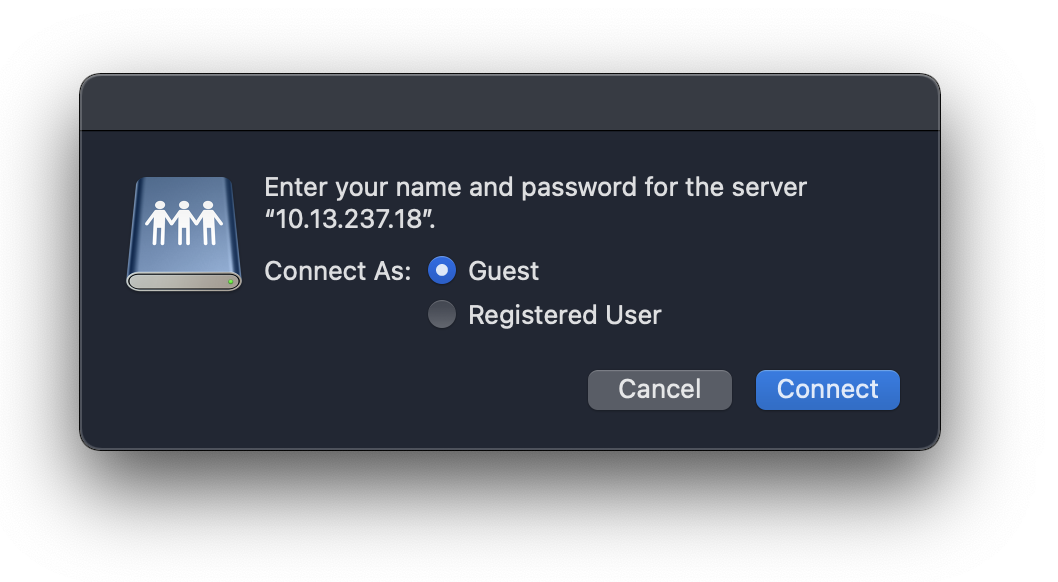 Enter your name and password for the server
“10.13.237.18”.
Connect As: Guest
Registered User
Cancel Connect